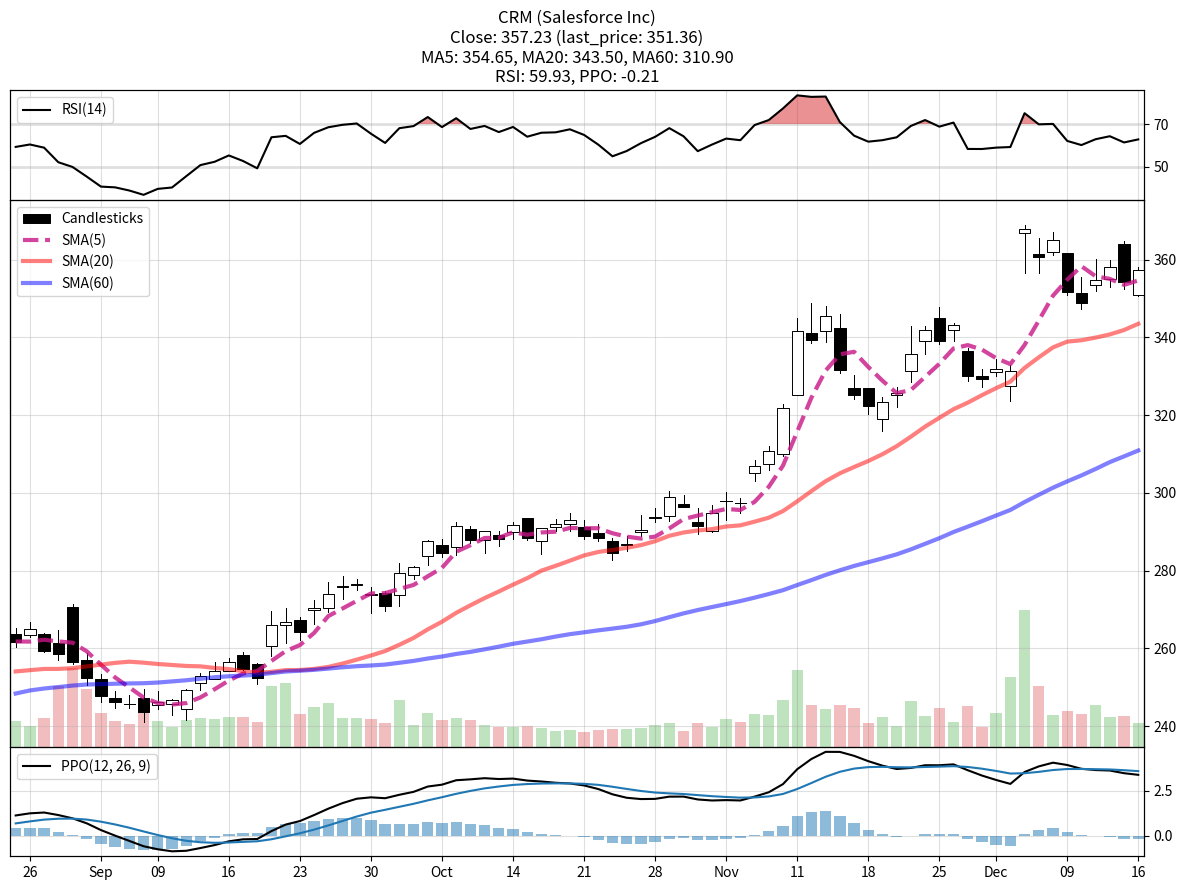 CRM (Salesforce Inc)
Close: 357.23 (last_price: 351.36)
MA5: 354.65, MA20: 343.50, MA60: 310.90
RSI: 59.93, PPO: -0.21
RSI(14)
70
50
Candlesticks
SMA(5)
SMA(20)
SMA(60)
360
340
320
300
280
260
240
PPO(12, 26, 9)
2.5
0.0
26 Sep 09 16 23 30 Oct 14 21 28 Nov 11 18 25 Dec 09 16